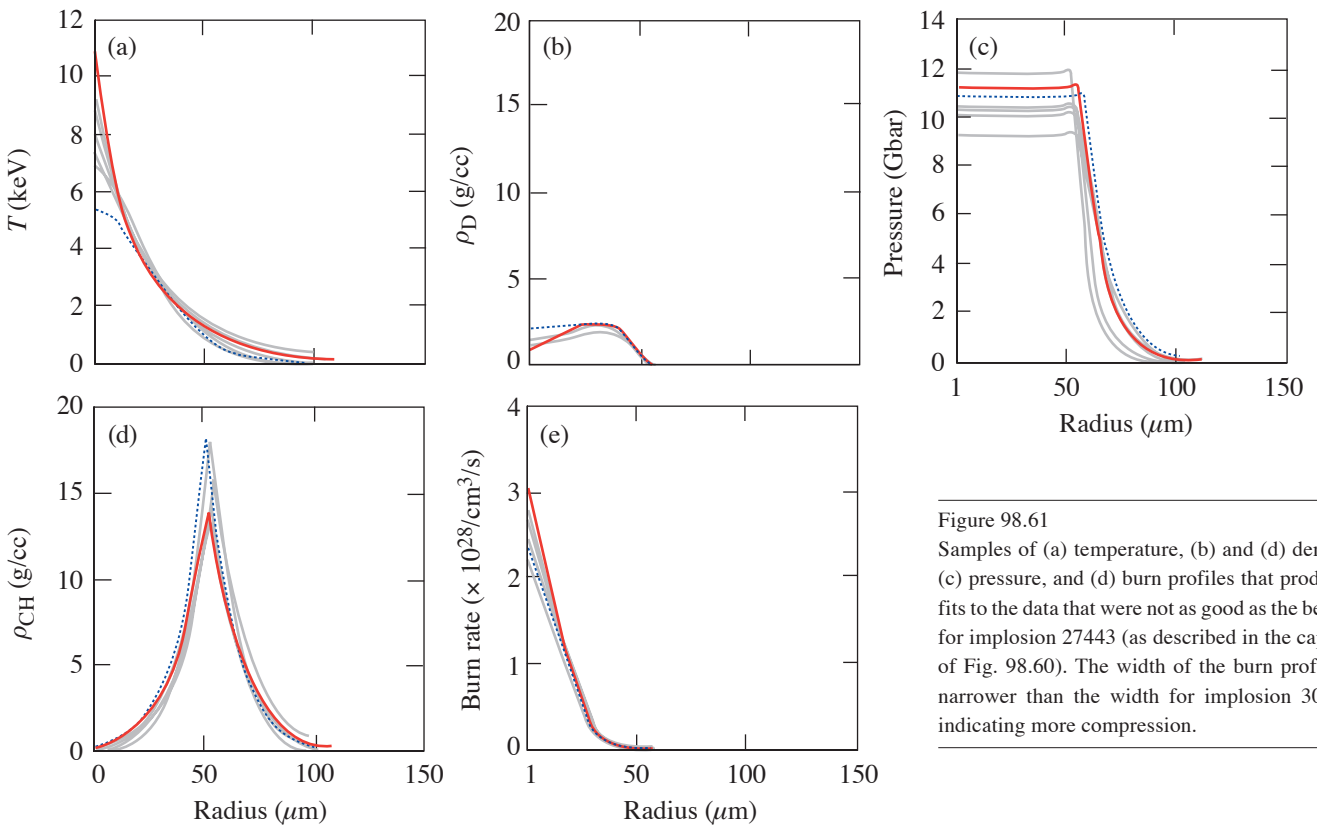 (a)
12
10
8
6
4
2
0
T (keV)
(b)
20
15
10
5
0
ρD (g/cc)
(c)
14
12
10
8
6
4
2
0
Pressure (Gbar)
1 50 100 150
Radius (μm)
(d)
20
15
10
5
0
ρCH (g/cc)
0 50 100 150
Radius (μm)
(e)
4
3
2
1
0
Burn rate (× 10²⁸/cm³/s)
1 50 100 150
Radius (μm)
Figure 98.61
Samples of (a) temperature, (b) and (d)
(c) pressure, and (d) burn profiles that
fits to the data that were not as good as the
for implosion 27443 (as described in the
of Fig. 98.60). The width of the burn
narrower than the width for implosion
indicating more compression.